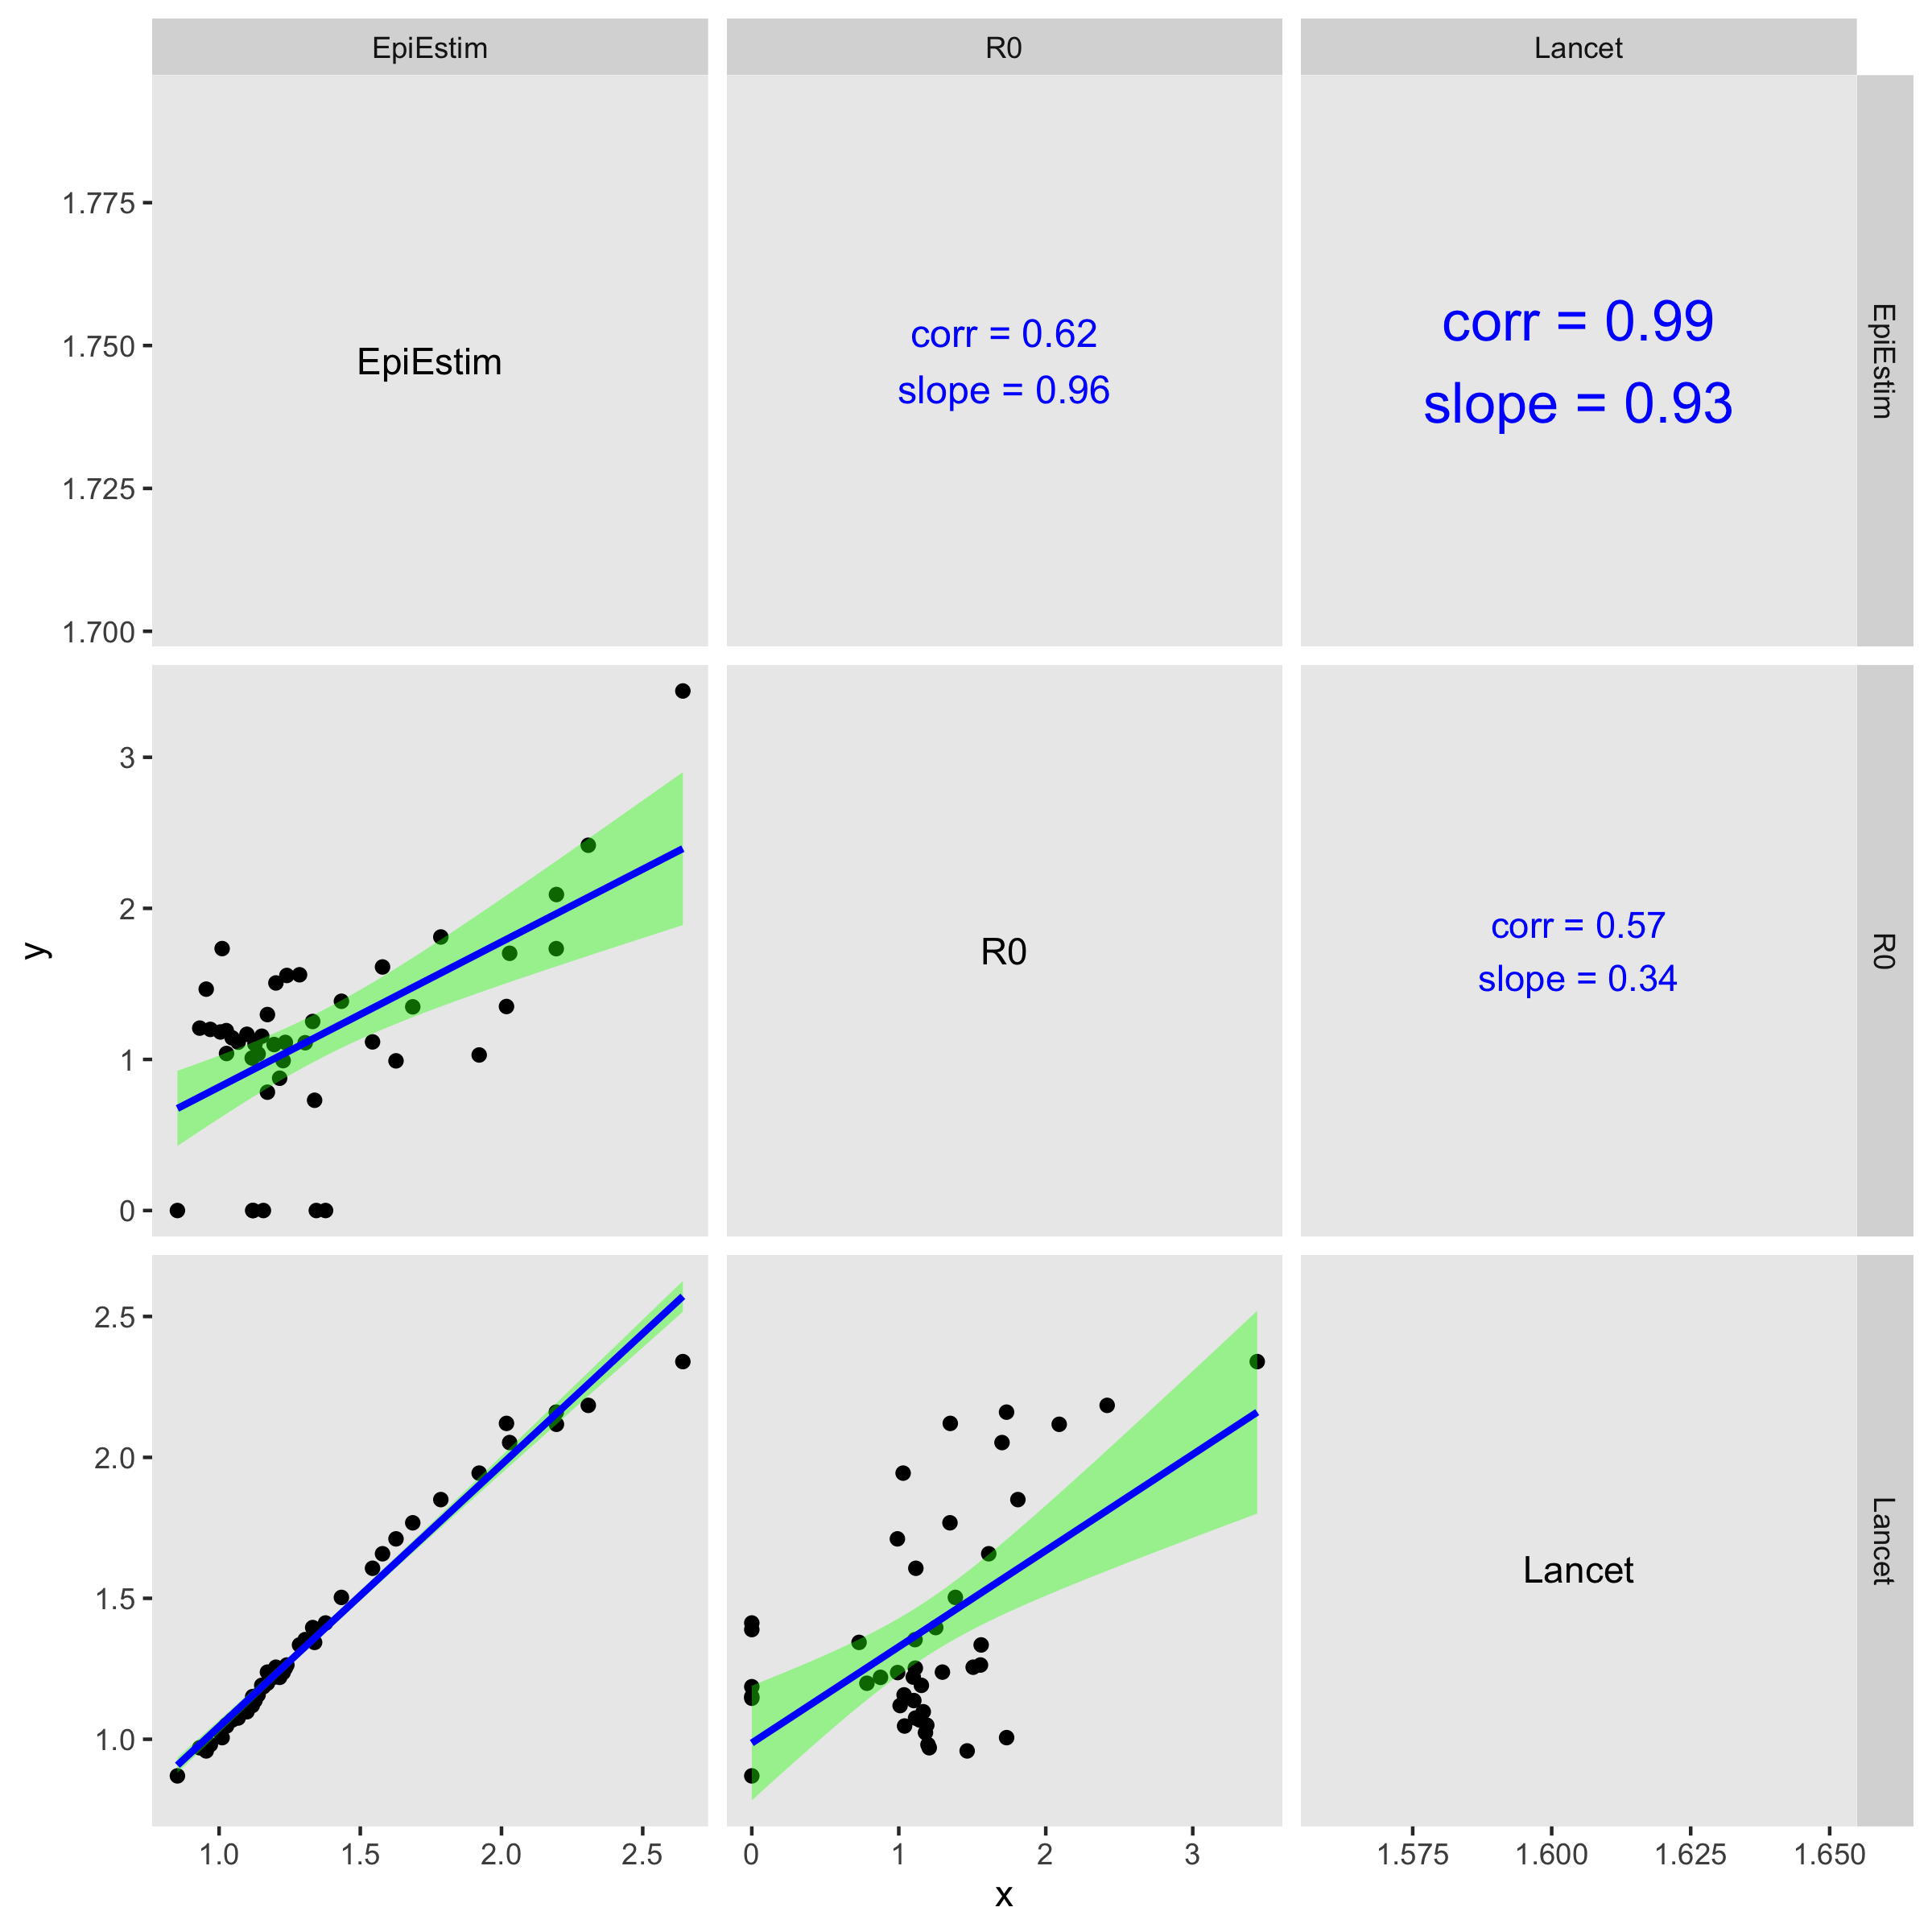 EpiEstim
R0
Lancet
1.775
1.750
1.725
1.700
EpiEstim
corr = 0.62
slope = 0.96
corr = 0.99
slope = 0.93
EpiEstim
y
3
2
1
0
R0
corr = 0.57
slope = 0.34
R0
2.5
2.0
1.5
1.0
Lancet
Lancet
1.0 1.5 2.0 2.5
0 1 2 3
1.575 1.600 1.625 1.650
x